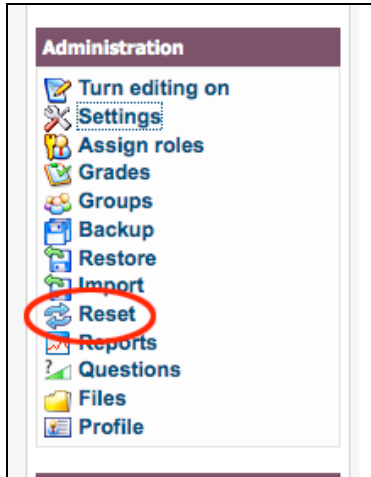 Administration
Turn editing on
Settings
Assign roles
Grades
Groups
Backup
Restore
Import
Reset
Reports
Questions
Files
Profile